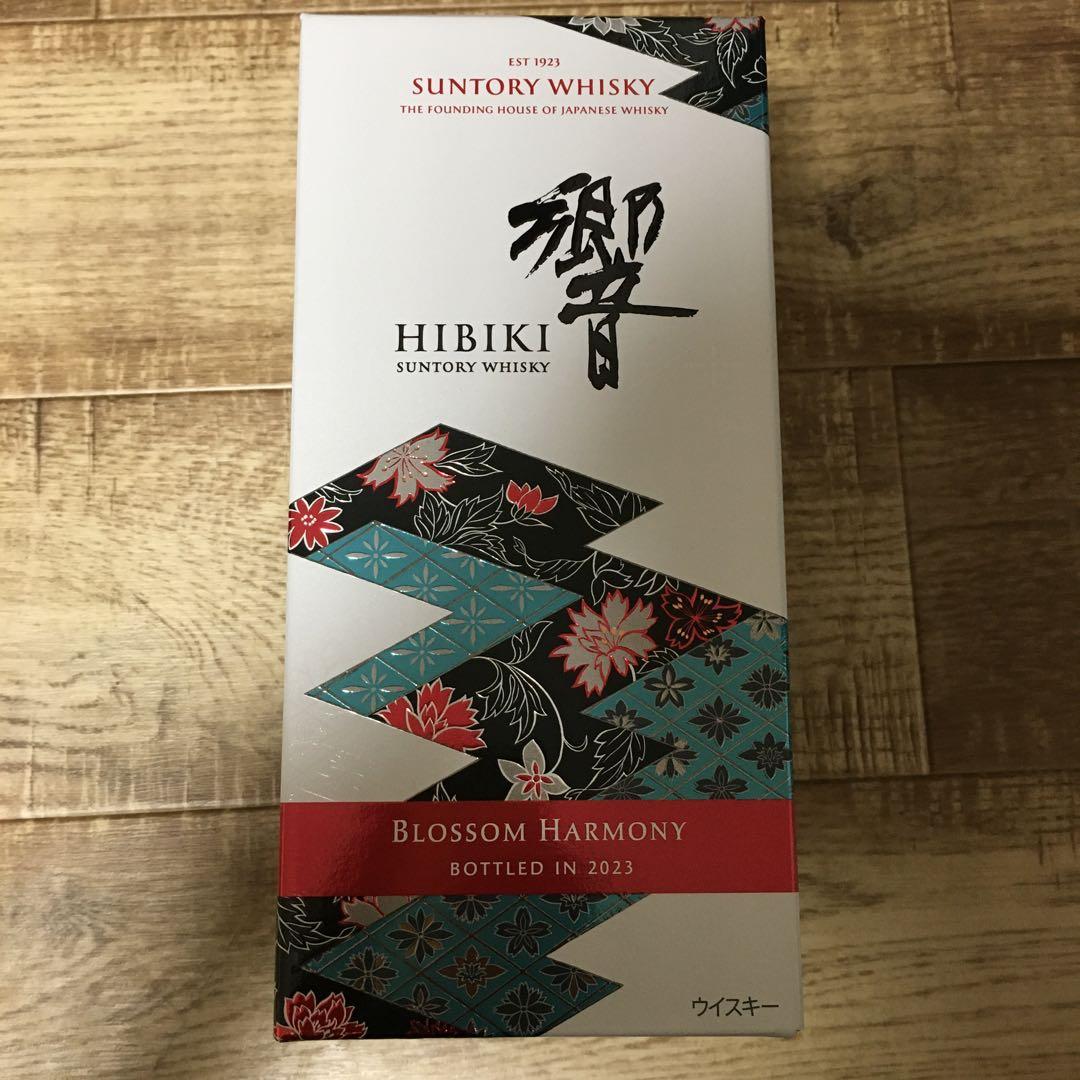 EST 1923
SUNTORY WHISKY
THE FOUNDING HOUSE OF JAPANESE WHISKY
響
HIBIKI
SUNTORY WHISKY
BLOSSOM HARMONY
BOTTLED IN 2023
ウイスキー